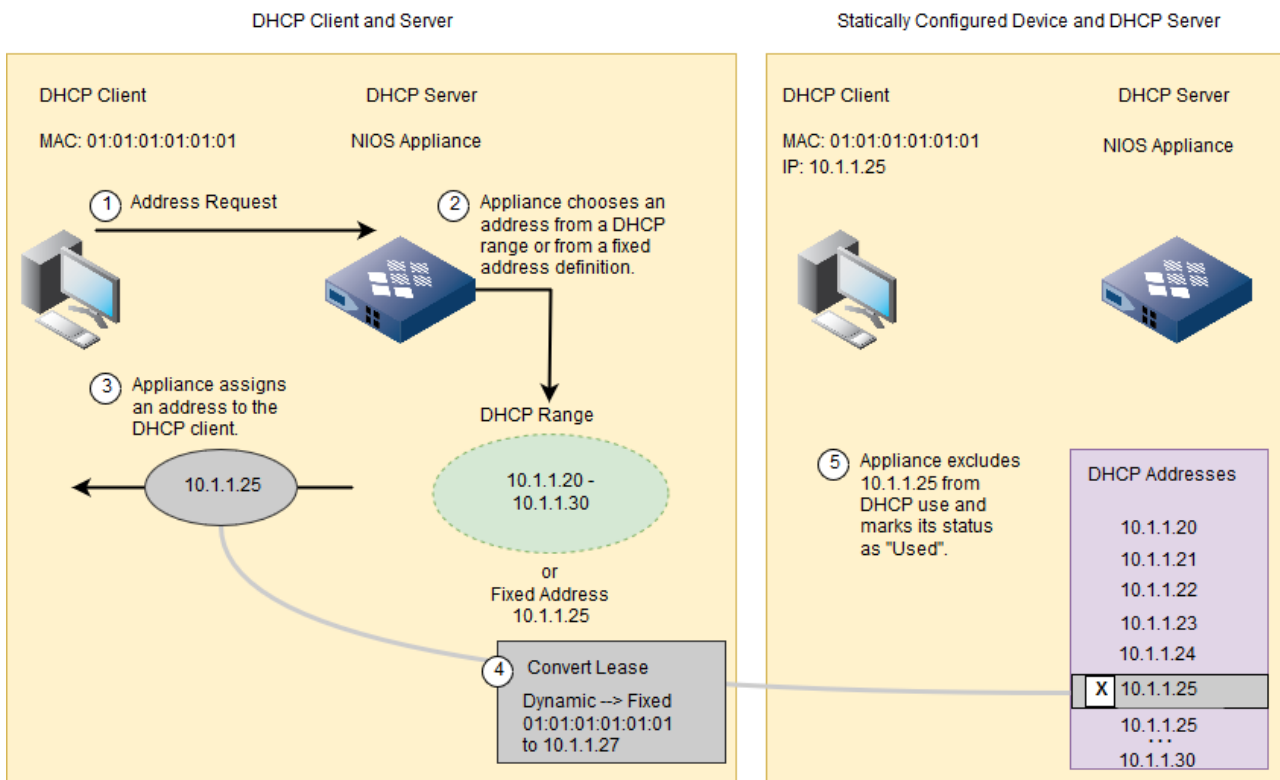 DHCP Client and Server
DHCP Client
DHCP Server
MAC: 01:01:01:01:01:01
NIOS Appliance
1
Address Request
2
Appliance chooses an
address from a DHCP
range or from a fixed
address definition.
3
Appliance assigns
an address to the
DHCP client.
10.1.1.25
DHCP Range
10.1.1.20 -
10.1.1.30
or
Fixed Address
10.1.1.25
4
Convert Lease
Dynamic --> Fixed
01:01:01:01:01:01
to 10.1.1.27
Statically Configured Device and DHCP Server
DHCP Client
DHCP Server
MAC: 01:01:01:01:01:01
IP: 10.1.1.25
NIOS Appliance
5
Appliance excludes
10.1.1.25 from
DHCP use and
marks its status
as "Used".
DHCP Addresses
10.1.1.20
10.1.1.21
10.1.1.22
10.1.1.23
10.1.1.24
X 10.1.1.25
10.1.1.25
...
10.1.1.30